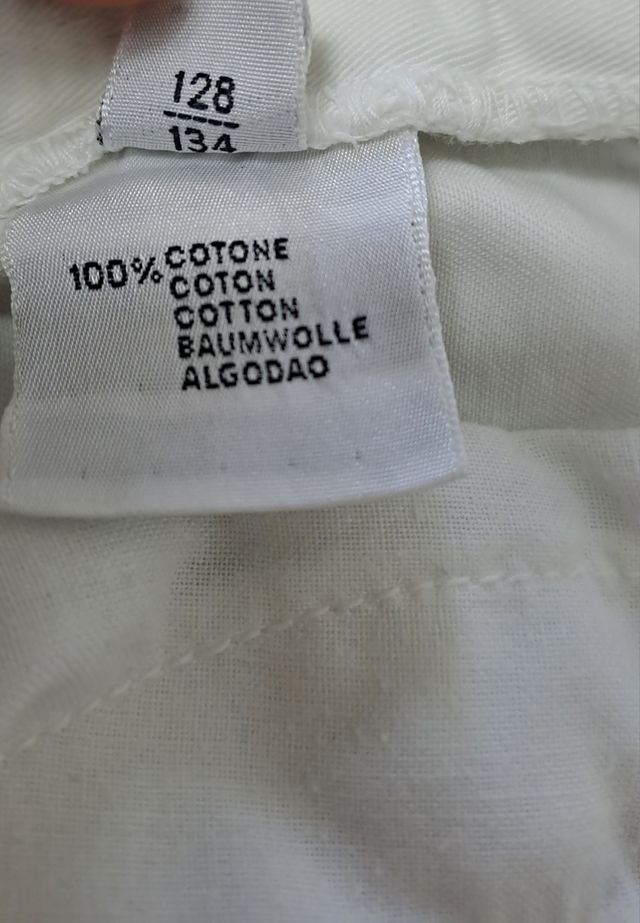 128
134
100% COTONE
COTON
COTTON
BAUMWOLLE
ALGODAO